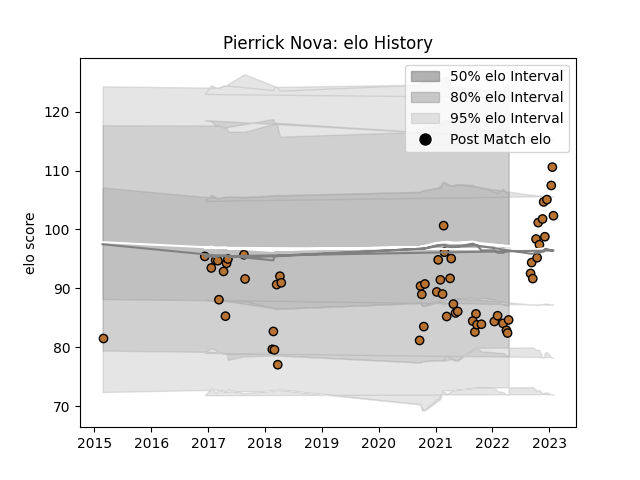 Pierrick Nova: elo History
50% elo Interval
80% elo Interval
95% elo Interval
Post Match elo
elo score
120
110
100
90
80
70
2015 2016 2017 2018 2019 2020 2021 2022 2023